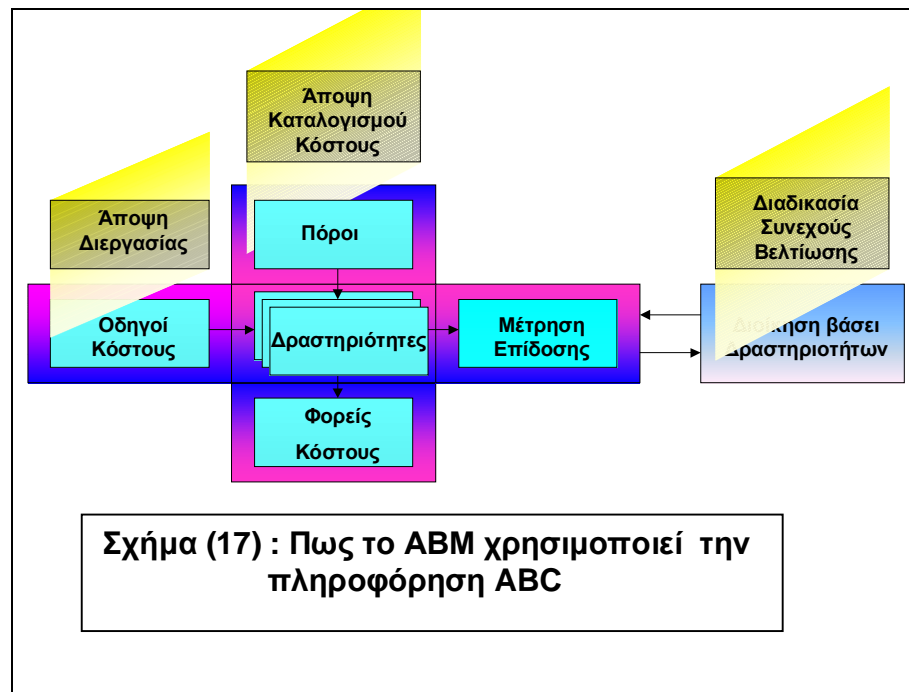 Άποψη
Καταλογισμού
Κόστους
Άποψη
Διεργασίας
Διαδικασία
Συνεχούς
Βελτίωσης
Πόροι
Οδηγοί
Κόστους
Δραστηριότητες
Μέτρηση
Επίδοσης
Διοίκηση βάσει
Δραστηριοτήτων
Φορείς
Κόστους
Σχήμα (17) : Πως το ABM χρησιμοποιεί την
πληροφόρηση ABC